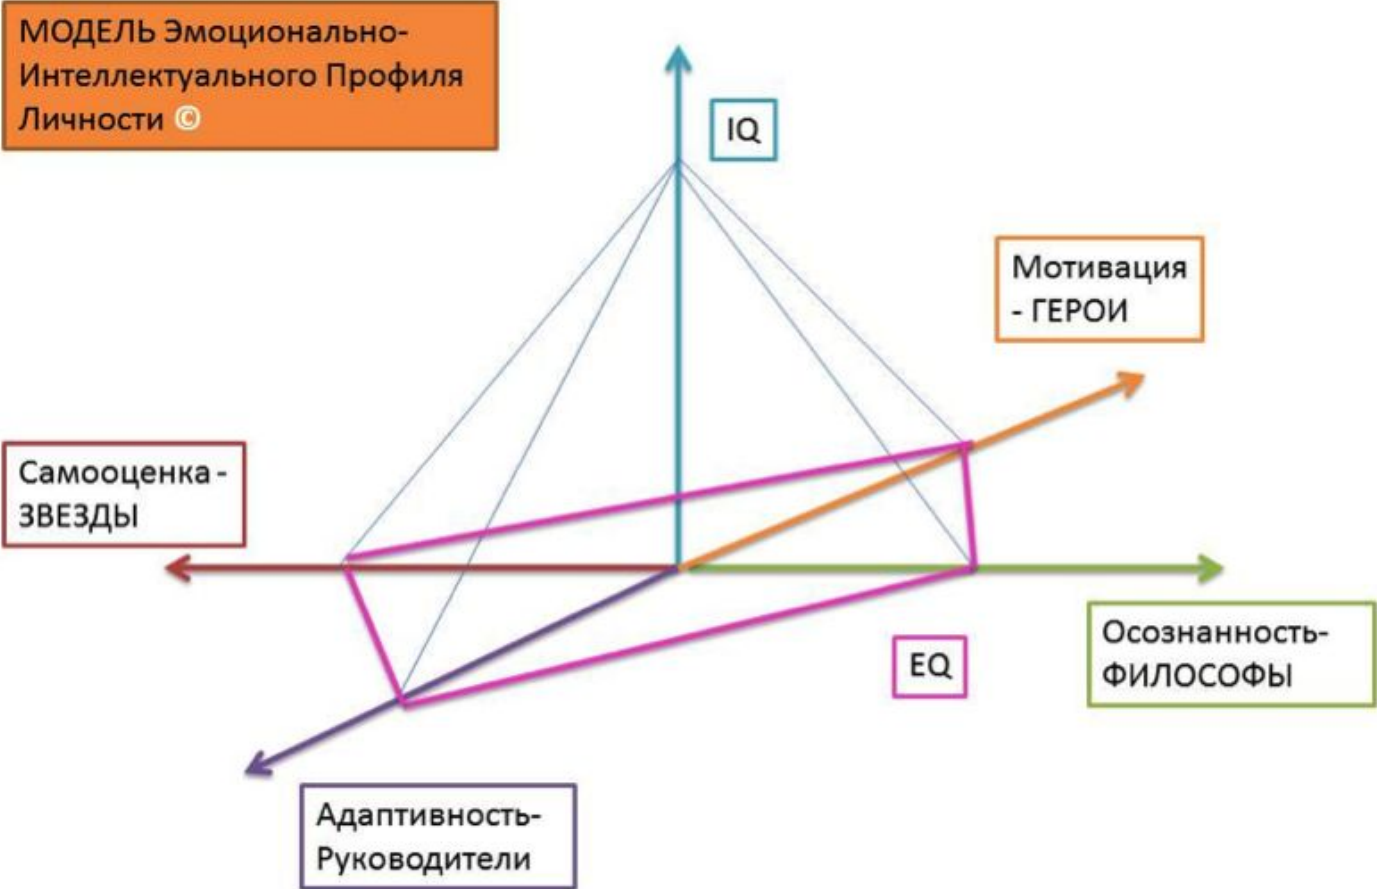 МОДЕЛЬ Эмоционально-
Интеллектуального Профиля
Личности ©
IQ
Мотивация
- ГЕРОИ
Самооценка -
ЗВЕЗДЫ
Осознанность-
ФИЛОСОФЫ
EQ
Адаптивность-
Руководители